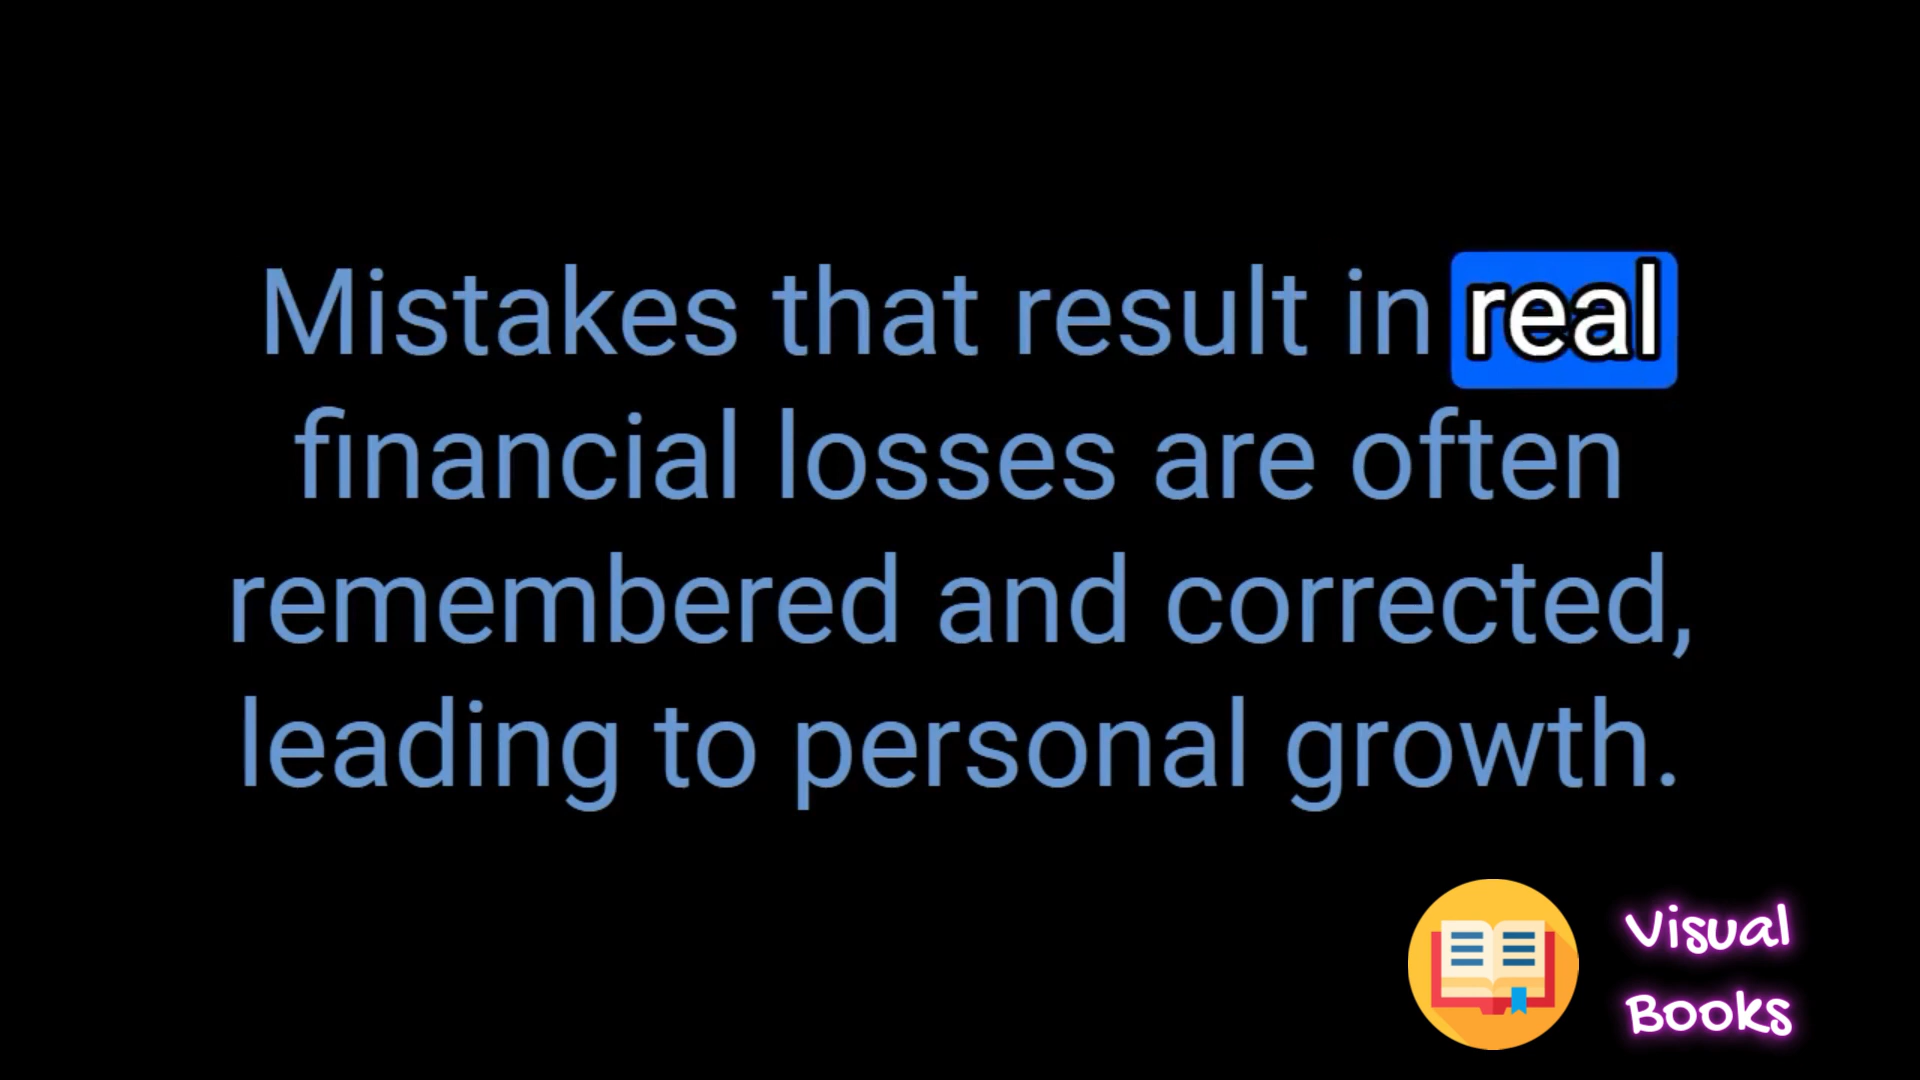 Mistakes that result in real
financial losses are often
remembered and corrected,
leading to personal growth.
Visual
Books